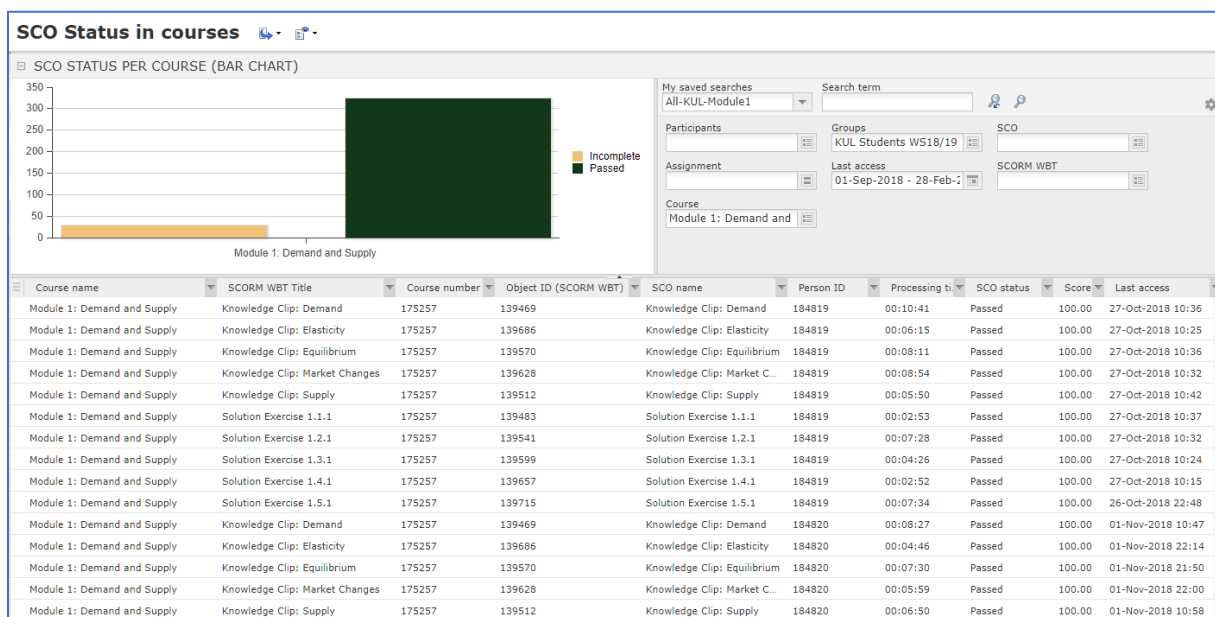 SCO Status in courses
SCO STATUS PER COURSE (BAR CHART)
350
300
250
200
150
100
50
0
Module 1: Demand and Supply
Incomplete
Passed
My saved searches Search term
All-KUL-Module1
Participants Groups SCO
KUL Students WS18/19
Assignment Last access SCORM WBT
01-Sep-2018 - 28-Feb-2
Course
Module 1: Demand and
Course name SCORM WBT Title Course number Object ID (SCORM WBT) SCO name Person ID Processing ti. SCO status Score Last access
Module 1: Demand and Supply Knowledge Clip: Demand 175257 139469 Knowledge Clip: Demand 184819 00:10:41 Passed 100.00 27-Oct-2018 10:36
Module 1: Demand and Supply Knowledge Clip: Elasticity 175257 139686 Knowledge Clip: Elasticity 184819 00:06:15 Passed 100.00 27-Oct-2018 10:25
Module 1: Demand and Supply Knowledge Clip: Equilibrium 175257 139570 Knowledge Clip: Equilibrium 184819 00:08:11 Passed 100.00 27-Oct-2018 10:36
Module 1: Demand and Supply Knowledge Clip: Market Changes 175257 139628 Knowledge Clip: Market C... 184819 00:08:54 Passed 100.00 27-Oct-2018 10:32
Module 1: Demand and Supply Knowledge Clip: Supply 175257 139512 Knowledge Clip: Supply 184819 00:05:50 Passed 100.00 27-Oct-2018 10:42
Module 1: Demand and Supply Solution Exercise 1.1.1 175257 139483 Solution Exercise 1.1.1 184819 00:02:53 Passed 100.00 27-Oct-2018 10:37
Module 1: Demand and Supply Solution Exercise 1.2.1 175257 139541 Solution Exercise 1.2.1 184819 00:07:28 Passed 100.00 27-Oct-2018 10:32
Module 1: Demand and Supply Solution Exercise 1.3.1 175257 139599 Solution Exercise 1.3.1 184819 00:04:26 Passed 100.00 27-Oct-2018 10:24
Module 1: Demand and Supply Solution Exercise 1.4.1 175257 139657 Solution Exercise 1.4.1 184819 00:02:52 Passed 100.00 27-Oct-2018 10:15
Module 1: Demand and Supply Solution Exercise 1.5.1 175257 139715 Solution Exercise 1.5.1 184819 00:07:34 Passed 100.00 26-Oct-2018 22:48
Module 1: Demand and Supply Knowledge Clip: Demand 175257 139469 Knowledge Clip: Demand 184820 00:08:27 Passed 100.00 01-Nov-2018 10:47
Module 1: Demand and Supply Knowledge Clip: Elasticity 175257 139686 Knowledge Clip: Elasticity 184820 00:04:46 Passed 100.00 01-Nov-2018 22:14
Module 1: Demand and Supply Knowledge Clip: Equilibrium 175257 139570 Knowledge Clip: Equilibrium 184820 00:07:30 Passed 100.00 01-Nov-2018 21:50
Module 1: Demand and Supply Knowledge Clip: Market Changes 175257 139628 Knowledge Clip: Market C... 184820 00:05:59 Passed 100.00 01-Nov-2018 22:00
Module 1: Demand and Supply Knowledge Clip: Supply 175257 139512 Knowledge Clip: Supply 184820 00:06:50 Passed 100.00 01-Nov-2018 10:58